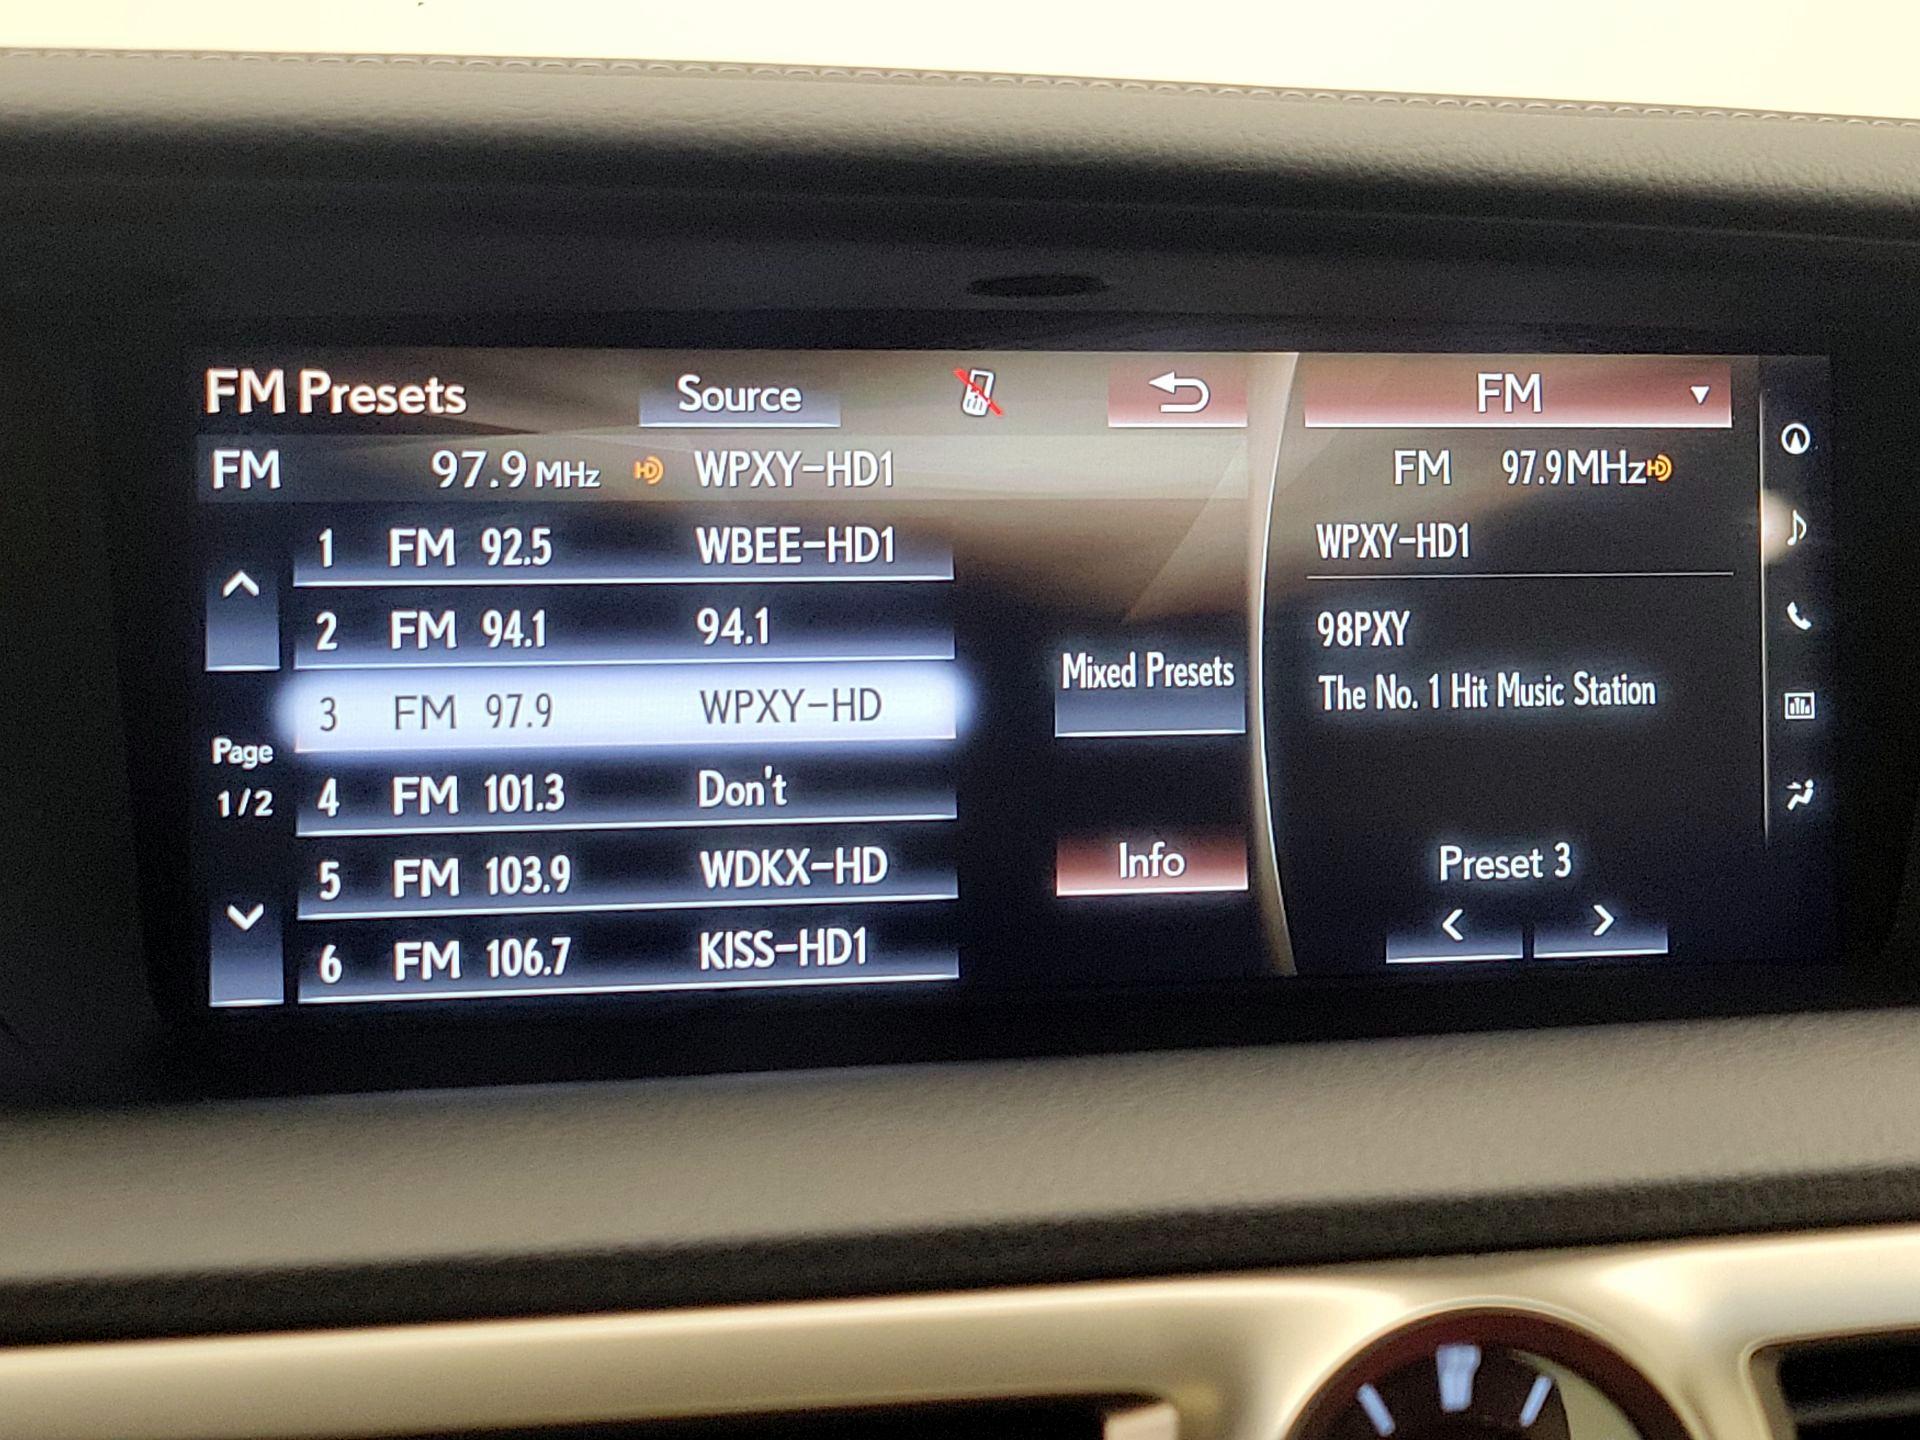 FM Presets
Source
FM
FM 97.9 MHz HD WPXY-HD1
FM 97.9MHz HD
1 FM 92.5 WBEE-HD1
WPXY-HD1
2 FM 94.1 94.1
98PXY
Mixed Presets
The No. 1 Hit Music Station
3 FM 97.9 WPXY-HD
Page
1/2
4 FM 101.3 Don't
Info
Preset 3
5 FM 103.9 WDKX-HD
6 FM 106.7 KISS-HD1